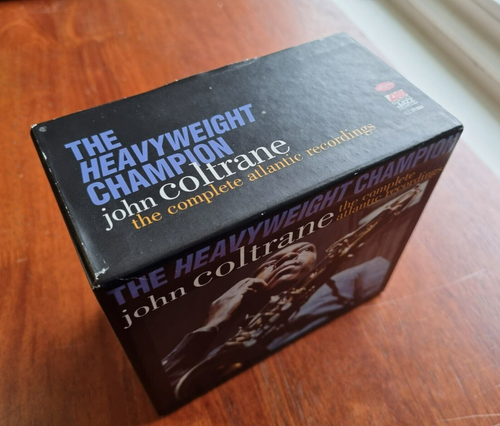 THE
HEAVYWEIGHT
CHAMPION
john coltrane
the complete atlantic recordings
THE HEAVYWEIGHT CHAMPION
john coltrane
the complete
atlantic recordings